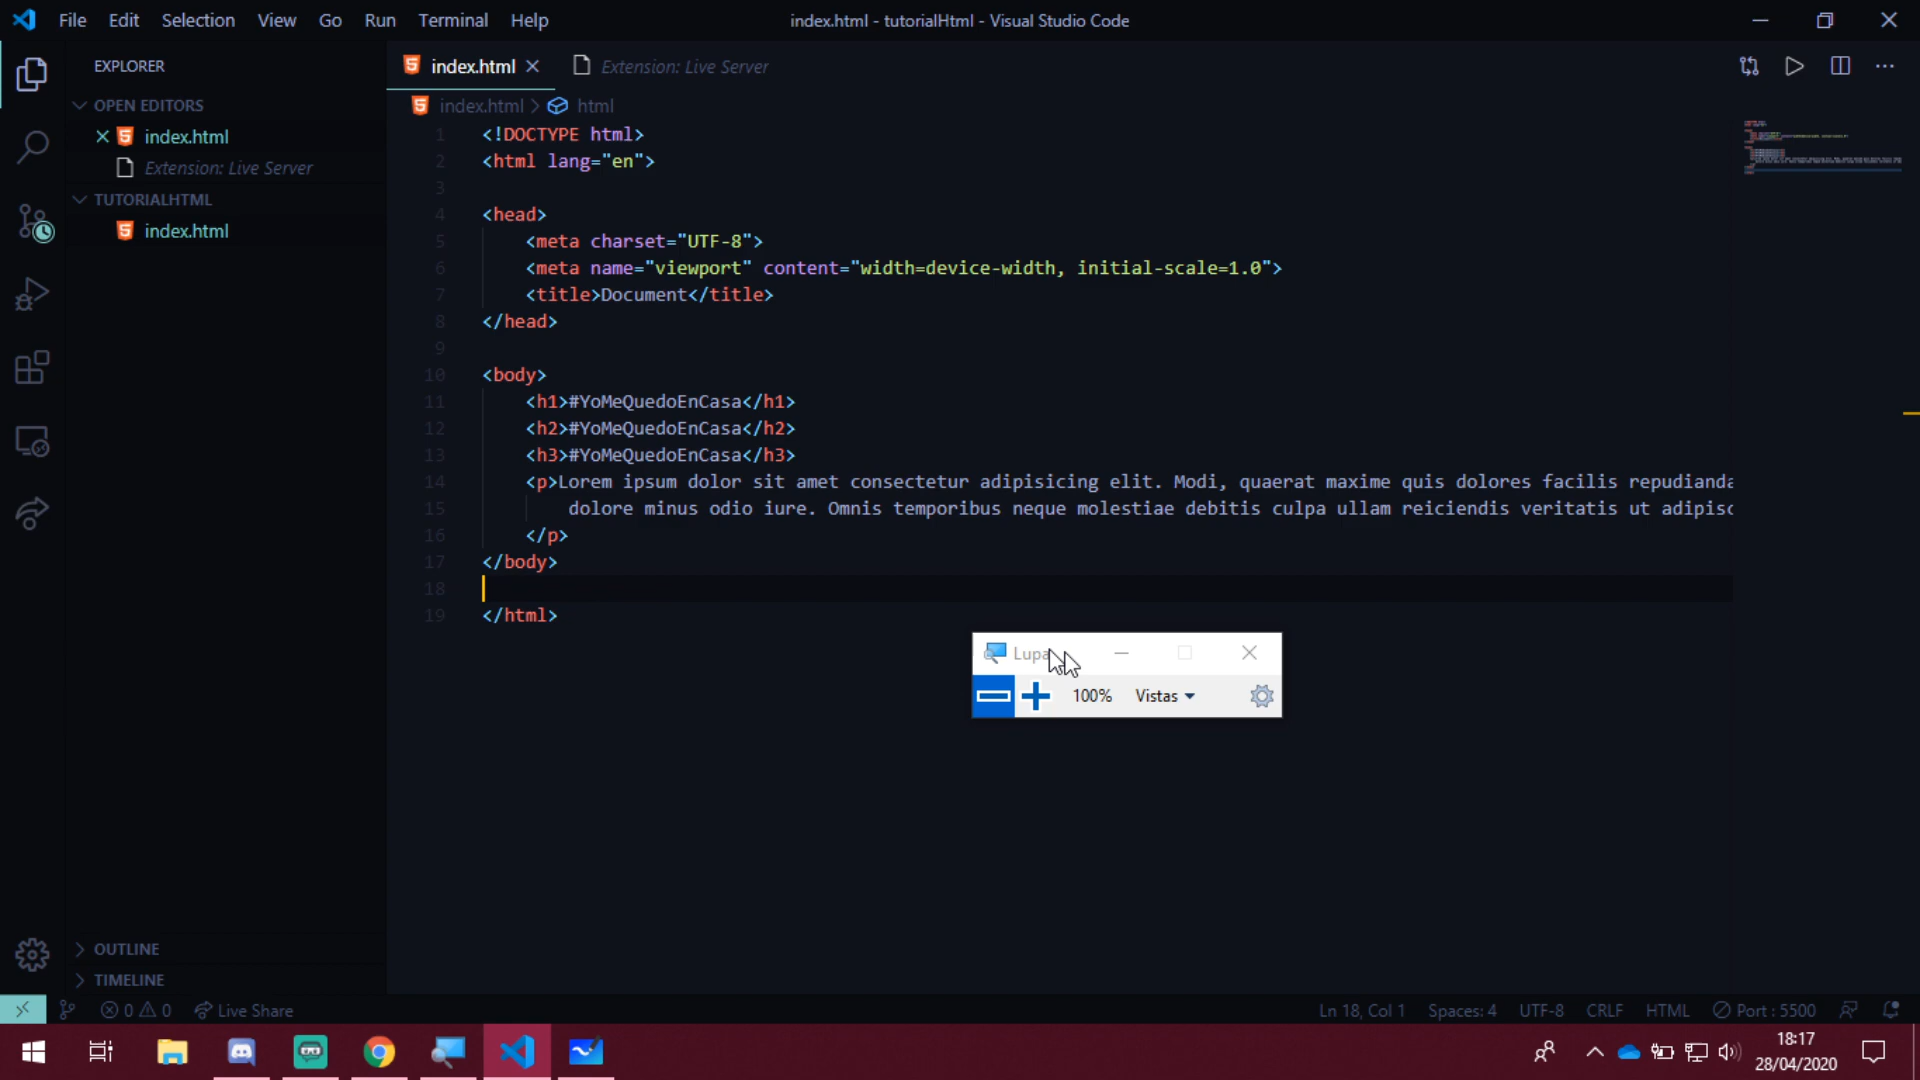 File Edit Selection View Go Run Terminal Help
index.html - tutorialHtml - Visual Studio Code
EXPLORER
OPEN EDITORS
index.html
Extension: Live Server
TUTORIALHTML
index.html
OUTLINE
TIMELINE
index.html
Extension: Live Server
index.html > html
1 <!DOCTYPE html>
2 <html lang="en">
3
4 <head>
5 <meta charset="UTF-8">
6 <meta name="viewport" content="width=device-width, initial-scale=1.0">
7 <title>Document</title>
8 </head>
9
10 <body>
11 <h1>#YoMeQuedoEnCasa</h1>
12 <h2>#YoMeQuedoEnCasa</h2>
13 <h3>#YoMeQuedoEnCasa</h3>
14 <p>Lorem ipsum dolor sit amet consectetur adipisicing elit. Modi, quaerat maxime quis dolores facilis repudianda
15 dolore minus odio iure. Omnis temporibus neque molestiae debitis culpa ullam reiciendis veritatis ut adipisc
16 </p>
17 </body>
18
19 </html>
Lupa
100% Vistas
0 0 Live Share
Ln 18, Col 1 Spaces: 4 UTF-8 CRLF HTML Port : 5500
18:17
28/04/2020